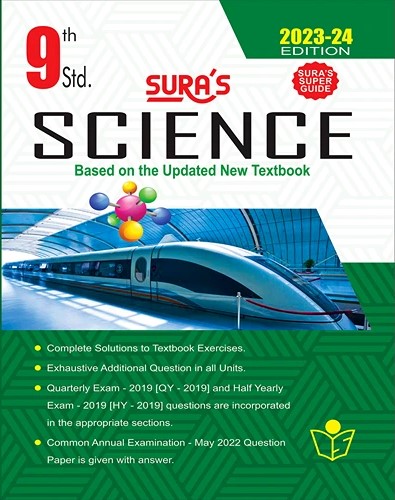 9th
Std.
2023-24
EDITION
SURA'S
SUPER
GUIDE
SURA'S
SCIENCE
Based on the Updated New Textbook
Complete Solutions to Textbook Exercises.
Exhaustive Additional Question in all Units.
Quarterly Exam - 2019 [QY - 2019] and Half Yearly
Exam - 2019 [HY - 2019] questions are incorporated
in the appropriate sections.
Common Annual Examination - May 2022 Question
Paper is given with answer.